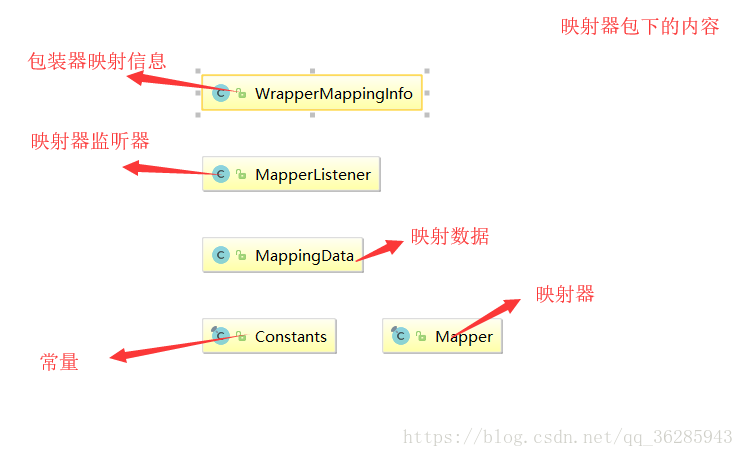 映射器包下的内容
包装器映射信息
C WrapperMappingInfo
映射器监听器
C MapperListener
映射数据
C MappingData
映射器
C Constants
C Mapper
常量
https://blog.csdn.net/qq_36285943